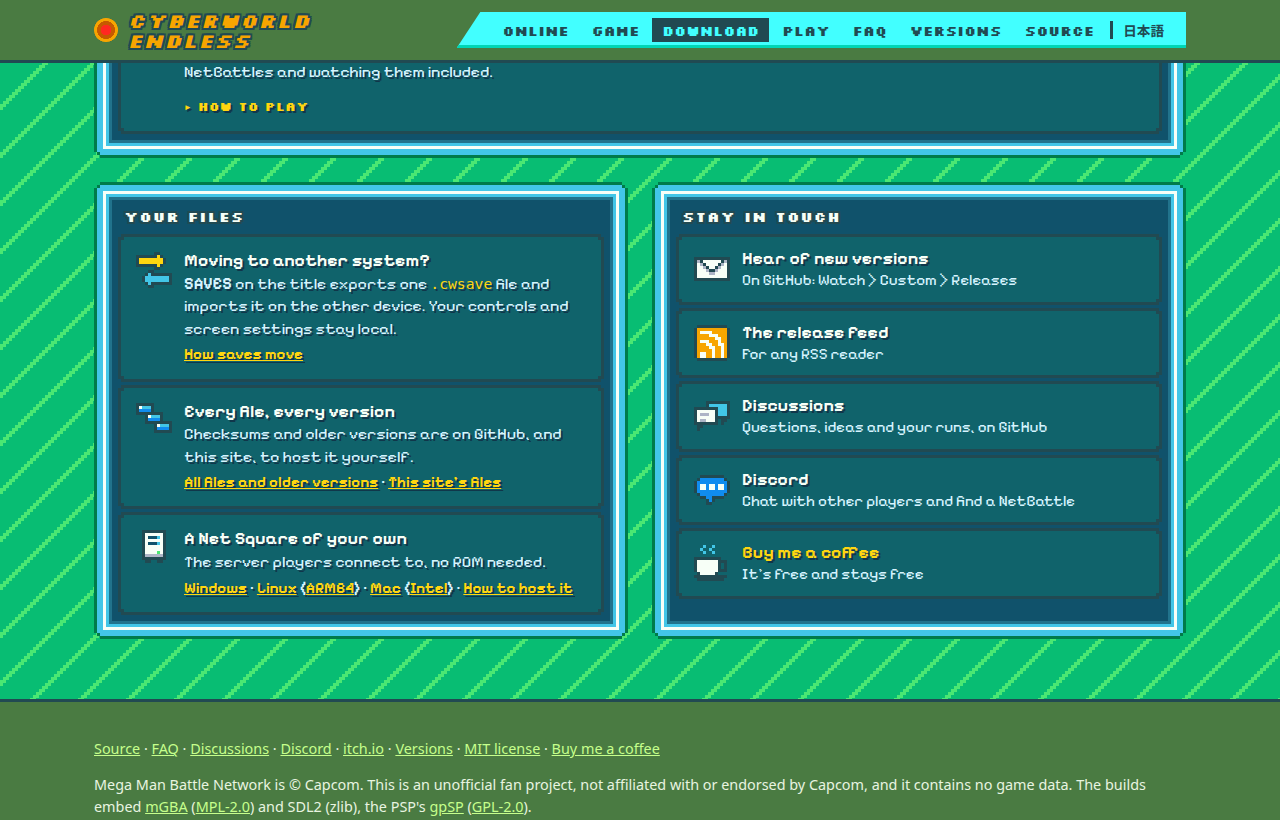 CYBERWORLD
ENDLESS
ONLINE GAME DOWNLOAD PLAY FAQ VERSIONS SOURCE 日本語
NetBattles and watching them included.
▸ HOW TO PLAY
YOUR FILES
Moving to another system?
SAVES on the title exports one .cwsave file and
imports it on the other device. Your controls and
screen settings stay local.
How saves move
Every file, every version
Checksums and older versions are on GitHub, and
this site, to host it yourself.
All files and older versions · This site's files
A Net Square of your own
The server players connect to, no ROM needed.
Windows · Linux (ARM64) · Mac (Intel) · How to host it
STAY IN TOUCH
Hear of new versions
On GitHub: Watch > Custom > Releases
The release feed
For any RSS reader
Discussions
Questions, ideas and your runs, on GitHub
Discord
Chat with other players and find a NetBattle
Buy me a coffee
It's free and stays free
Source · FAQ · Discussions · Discord · itch.io · Versions · MIT license · Buy me a coffee
Mega Man Battle Network is © Capcom. This is an unofficial fan project, not affiliated with or endorsed by Capcom, and it contains no game data. The builds
embed mGBA (MPL-2.0) and SDL2 (zlib), the PSP's gpSP (GPL-2.0).